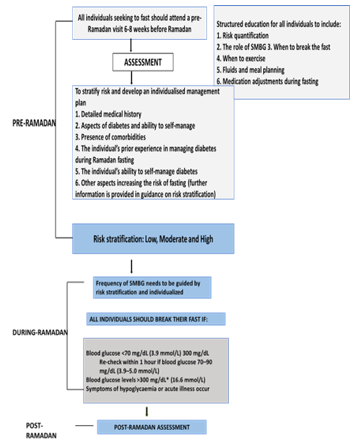 All individuals seeking to fast should attend a pre-
Ramadan visit 6-8 weeks before Ramadan
Structured education for all individuals to include:
1. Risk quantification
2. The role of SMBG 3. When to break the fast
4. When to exercise
5. Fluids and meal planning
6. Medication adjustments during fasting
ASSESSMENT
To stratify risk and develop an individualised management
plan
1. Detailed medical history
2. Aspects of diabetes and ability to self-manage
3. Presence of comorbidities
4. The individual's prior experience in managing diabetes
during Ramadan fasting
5. The individual's ability to self-manage diabetes
6. Other aspects increasing the risk of fasting (further
information is provided in guidance on risk stratification)
PRE-RAMADAN
Risk stratification: Low, Moderate and High
Frequency of SMBG needs to be guided by
risk stratification and individualized
DURING-RAMADAN
ALL INDIVIDUALS SHOULD BREAK THEIR FAST IF:
Blood glucose <70 mg/dL (3.9 mmol/L) 300 mg/dL
Re-check within 1 hour if blood glucose 70–90
mg/dL (3.9–5.0 mmol/L)
Blood glucose levels >300 mg/dL* (16.6 mmol/L)
Symptoms of hypoglycaemia or acute illness occur
POST-
RAMADAN
POST-RAMADAN ASSESSMENT